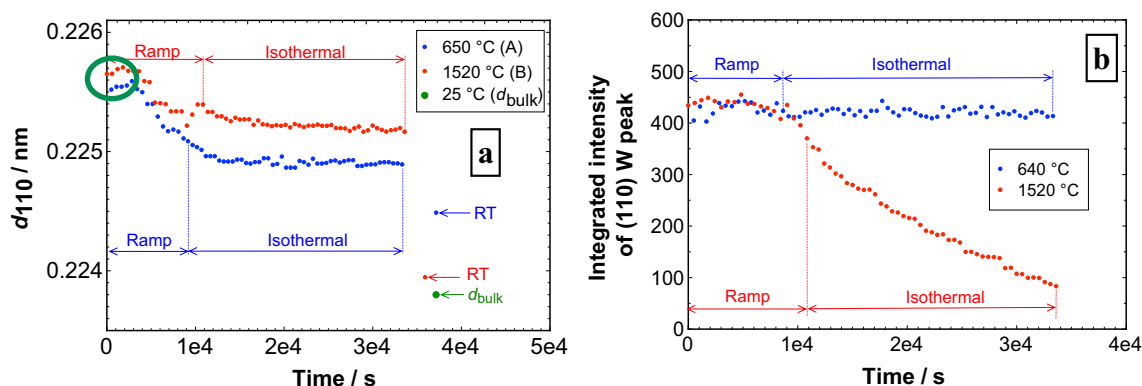 0.226
0.225
0.224
d110 / nm
Ramp
Isothermal
650 °C (A)
1520 °C (B)
25 °C (dbulk)
a
RT
Ramp
Isothermal
RT
dbulk
0
1e4
2e4
3e4
4e4
5e4
Time / s
600
500
400
300
200
100
0
Integrated intensity
of (110) W peak
b
Ramp
Isothermal
640 °C
1520 °C
Ramp
Isothermal
0
1e4
2e4
3e4
4e4
Time / s